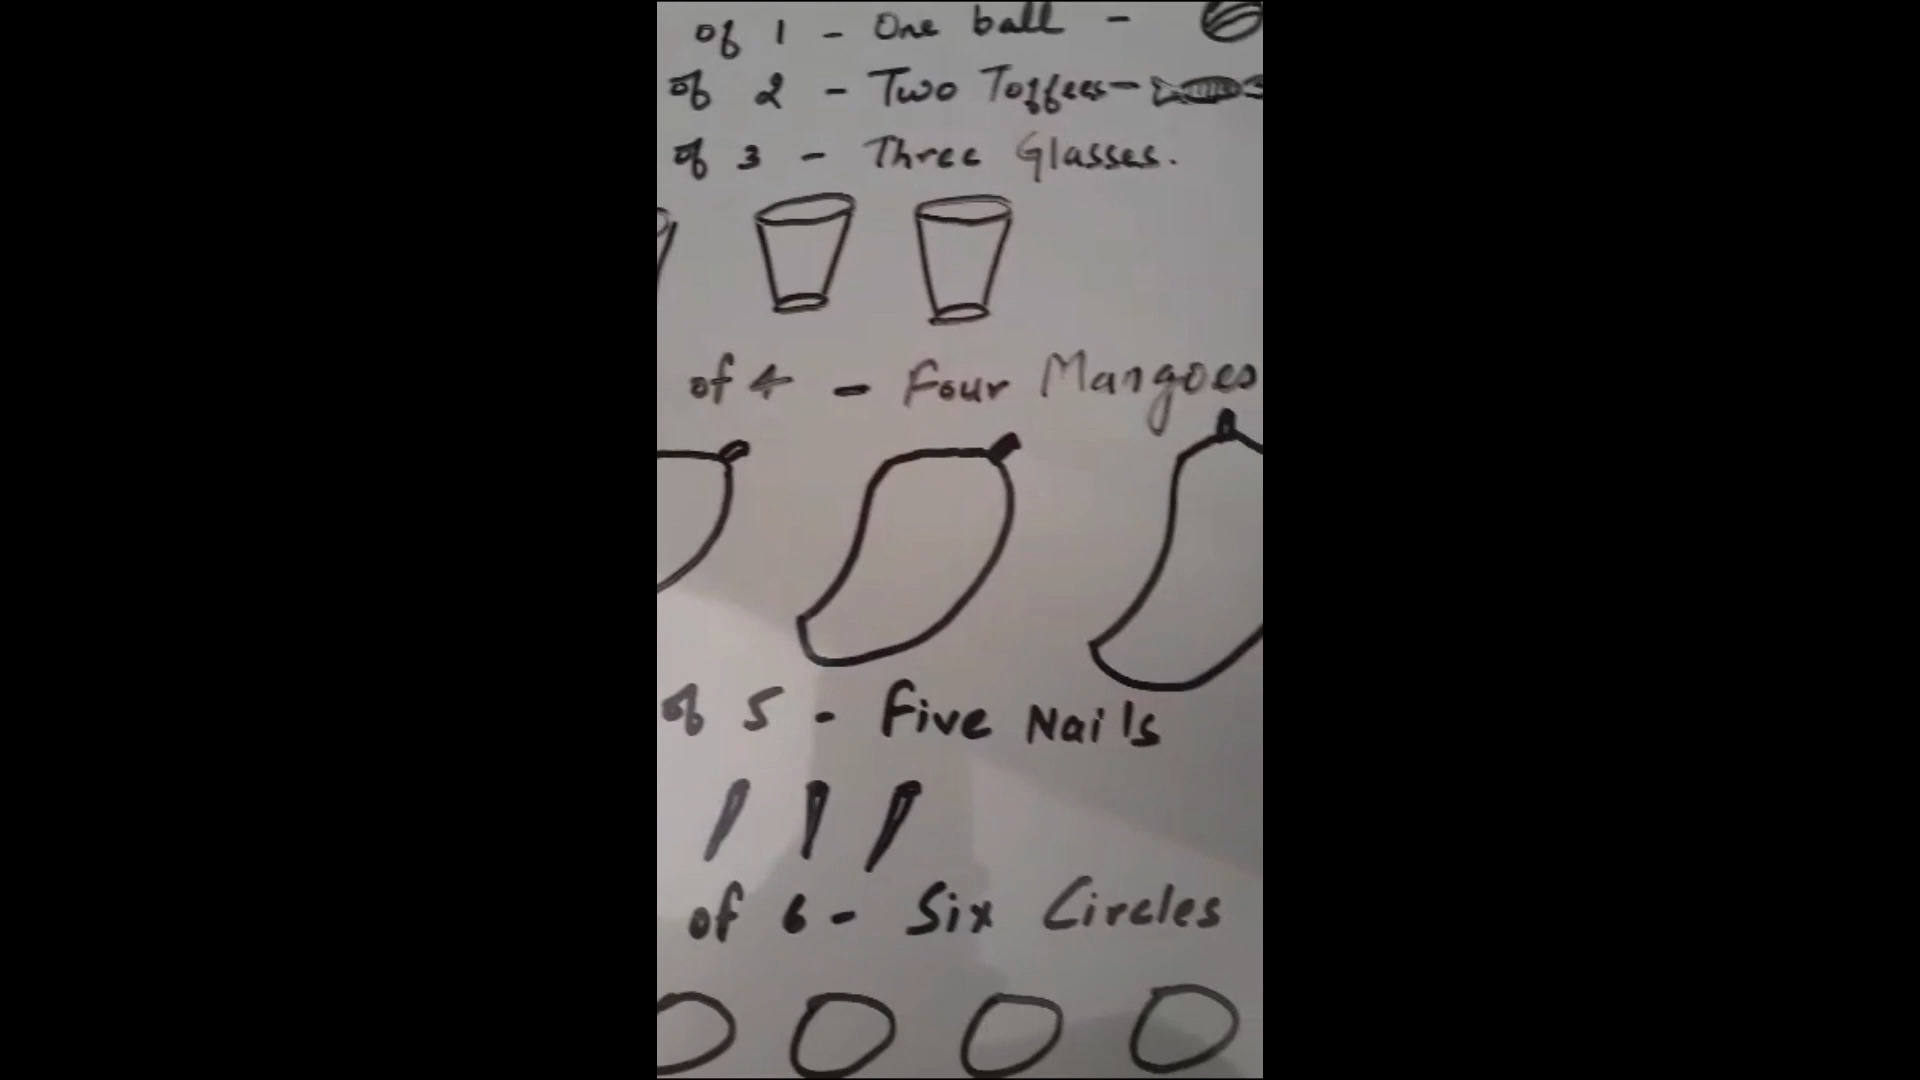 of 1 - One ball -
of 2 - Two Toffees-
of 3 - Three Glasses.
of 4 - Four Mangoes
of 5 - Five Nails
of 6 - Six Circles